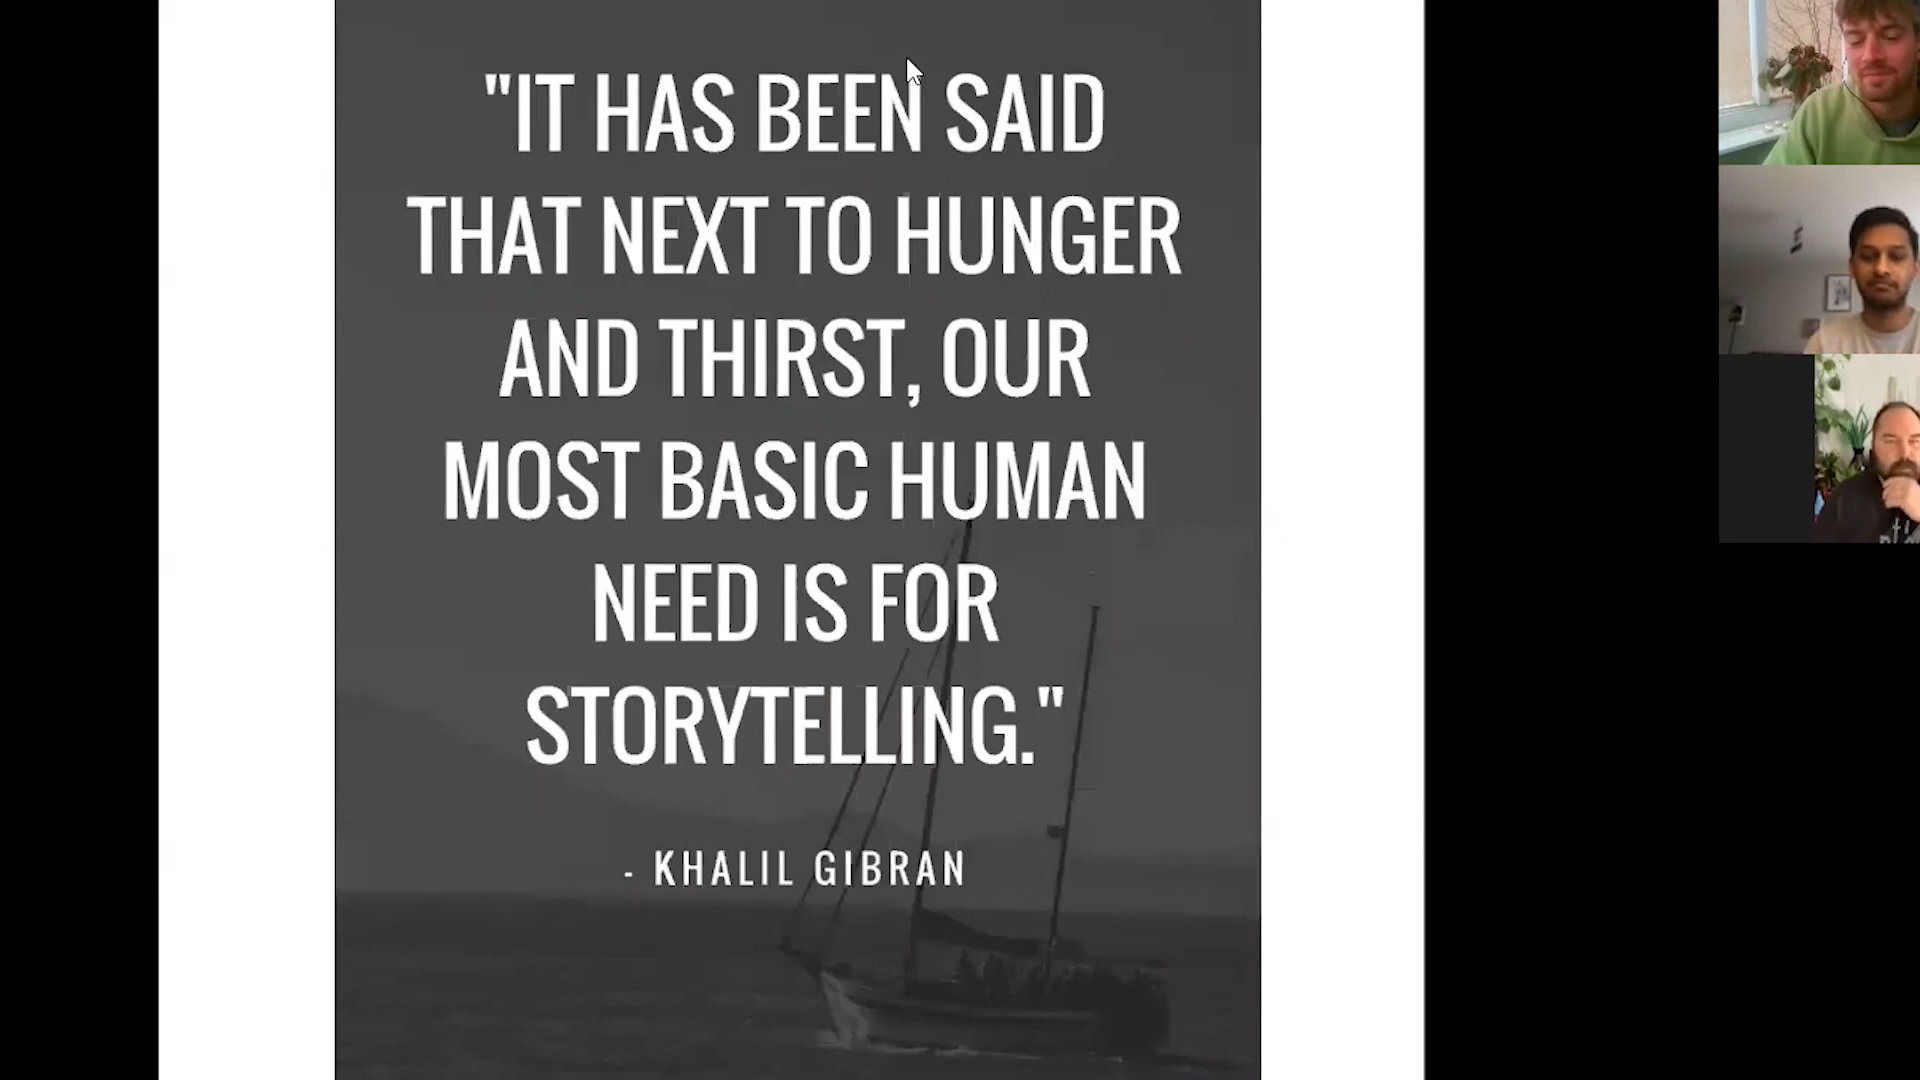 "IT HAS BEEN SAID
THAT NEXT TO HUNGER
AND THIRST, OUR
MOST BASIC HUMAN
NEED IS FOR
STORYTELLING."
- KHALIL GIBRAN